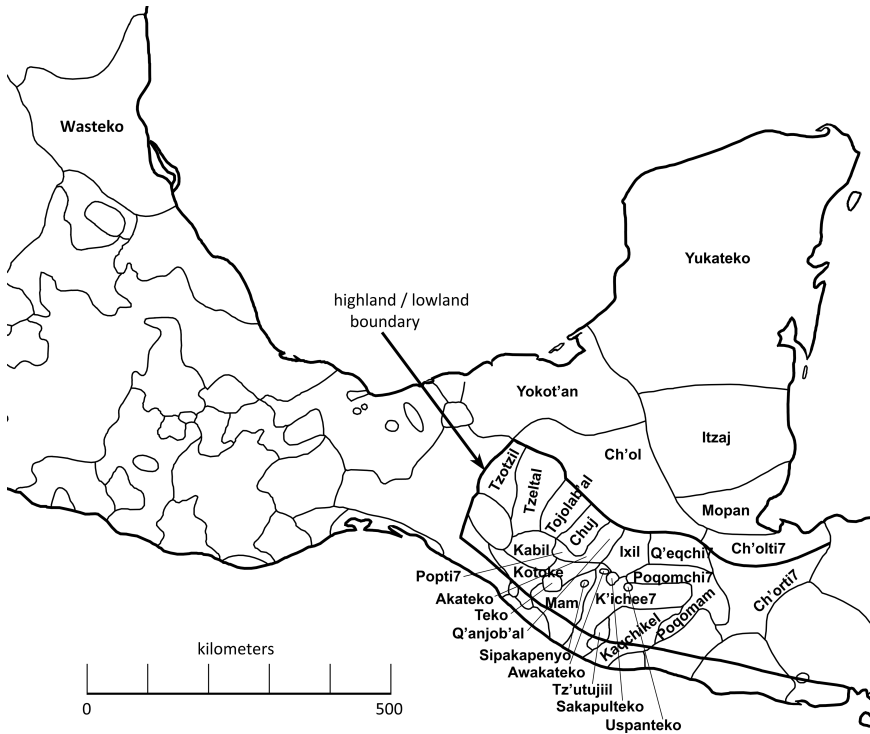 Wasteko
Yukateko
highland / lowland
boundary
Yokot'an
Itzaj
Ch'ol
Tzotzil
Tzeltal
Tojolab'al
Chuj
Mopan
Kabil
Ixil
Q'eqchi7
Ch'olti7
Popti7
Kotoke
Poqomchi7
Ch'orti7
Akateko
Mam
K'ichee7
Teko
Q'anjob'al
Kaqchikel
Poqomam
Sipakapenyo
Awakateko
Tz'utujiil
Sakapulteko
Uspanteko
kilometers
0
500